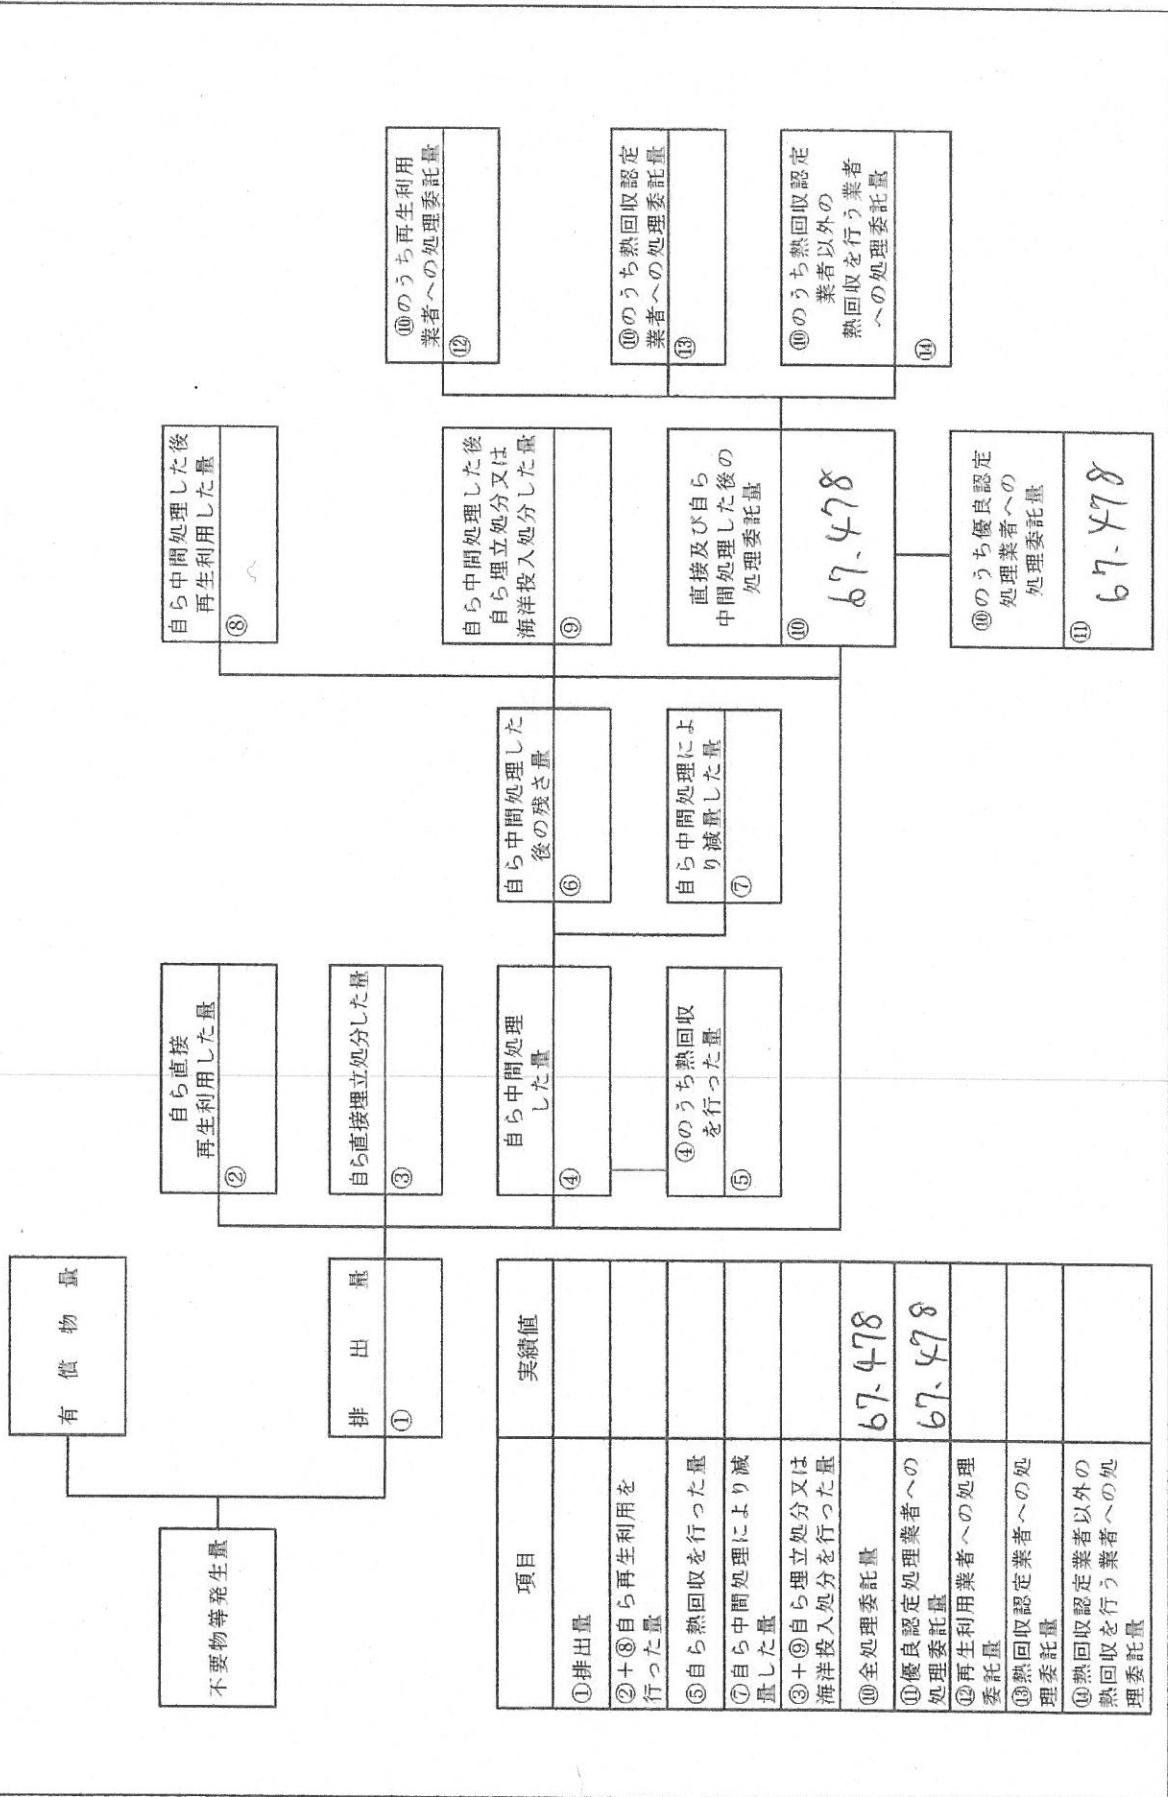 有償物量
不要物等発生量
排出量
①
自ら直接
再生利用した量
②
自ら直接埋立処分した量
③
自ら中間処理
した量
④
④のうち熱回収
を行った量
⑤
自ら中間処理した
後の残さ量
⑥
自ら中間処理によ
り減量した量
⑦
自ら中間処理した後
再生利用した量
⑧
自ら中間処理した後
自ら埋立処分又は
海洋投入処分した量
⑨
直接及び自ら
中間処理した後の
処理委託量
⑩
67、478
⑩のうち優良認定
処理業者への
処理委託量
⑪
67、478
⑩のうち再生利用
業者への処理委託量
⑫
⑩のうち熱回収認定
業者への処理委託量
⑬
⑩のうち熱回収認定
業者以外の
熱回収を行う業者
への処理委託量
⑭
項目 実績値
①排出量
②+⑧自ら再生利用を
行った量
⑤自ら熱回収を行った量
⑦自ら中間処理により減
量した量
③+⑨自ら埋立処分又は
海洋投入処分を行った量
⑩全処理委託量 67、478
⑪優良認定処理業者への
処理委託量 67、478
⑫再生利用業者への処理
委託量
⑬熱回収認定業者への処
理委託量
⑭熱回収認定業者以外の
熱回収を行う業者への処
理委託量